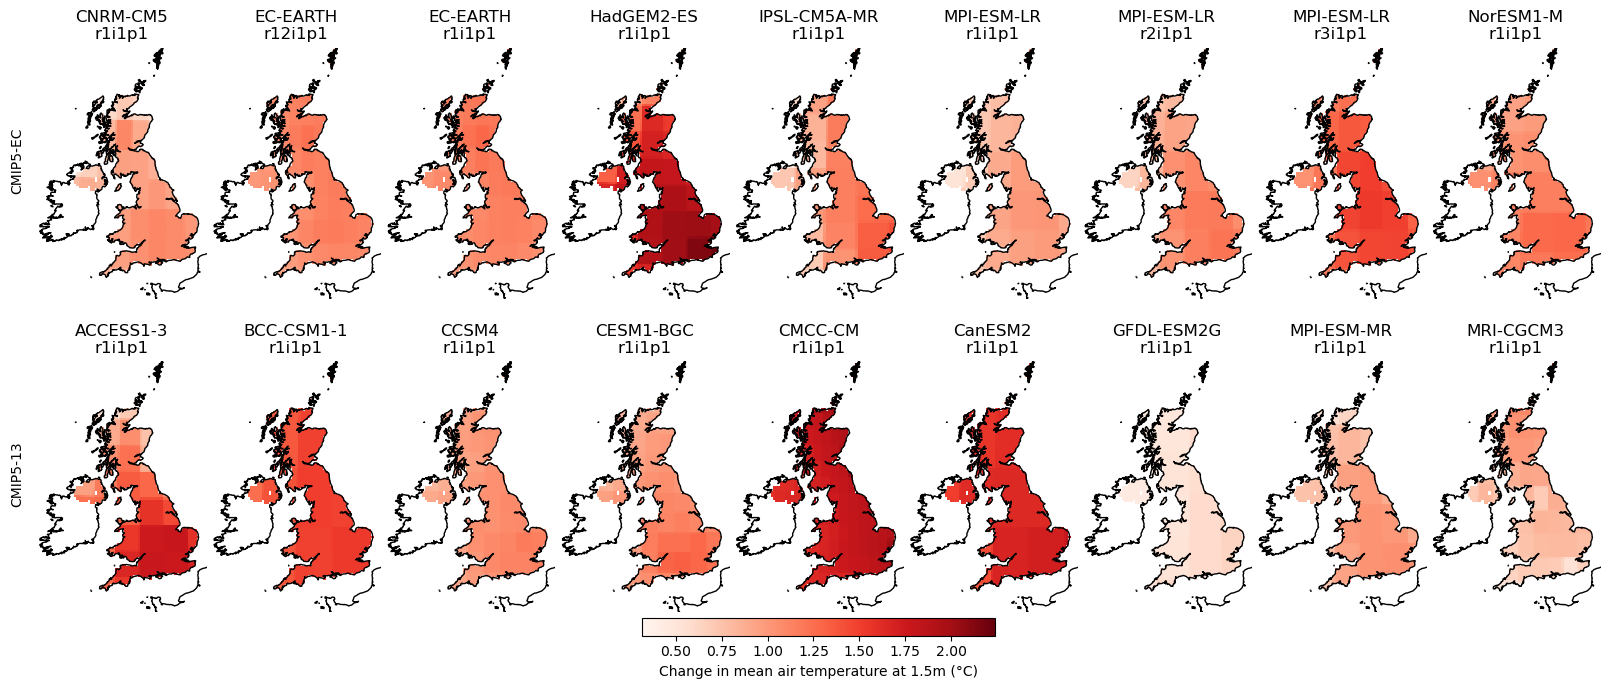 CNRM-CM5
r1i1p1
EC-EARTH
r12i1p1
EC-EARTH
r1i1p1
HadGEM2-ES
r1i1p1
IPSL-CM5A-MR
r1i1p1
MPI-ESM-LR
r1i1p1
MPI-ESM-LR
r2i1p1
MPI-ESM-LR
r3i1p1
NorESM1-M
r1i1p1
CMIP5-EC
ACCESS1-3
r1i1p1
BCC-CSM1-1
r1i1p1
CCSM4
r1i1p1
CESM1-BGC
r1i1p1
CMCC-CM
r1i1p1
CanESM2
r1i1p1
GFDL-ESM2G
r1i1p1
MPI-ESM-MR
r1i1p1
MRI-CGCM3
r1i1p1
CMIP5-13
0.50 0.75 1.00 1.25 1.50 1.75 2.00
Change in mean air temperature at 1.5m (°C)